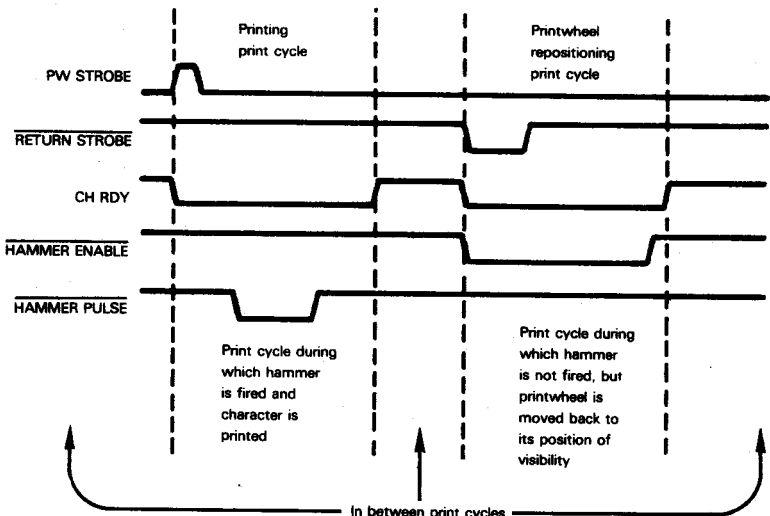 Printing
print cycle
Printwheel
repositioning
print cycle
PW STROBE
RETURN STROBE
CH RDY
HAMMER ENABLE
HAMMER PULSE
Print cycle during
which hammer
is fired and
character is
printed
Print cycle during
which hammer
is not fired, but
printwheel is
moved back to
its position of
visibility
In between print cycles